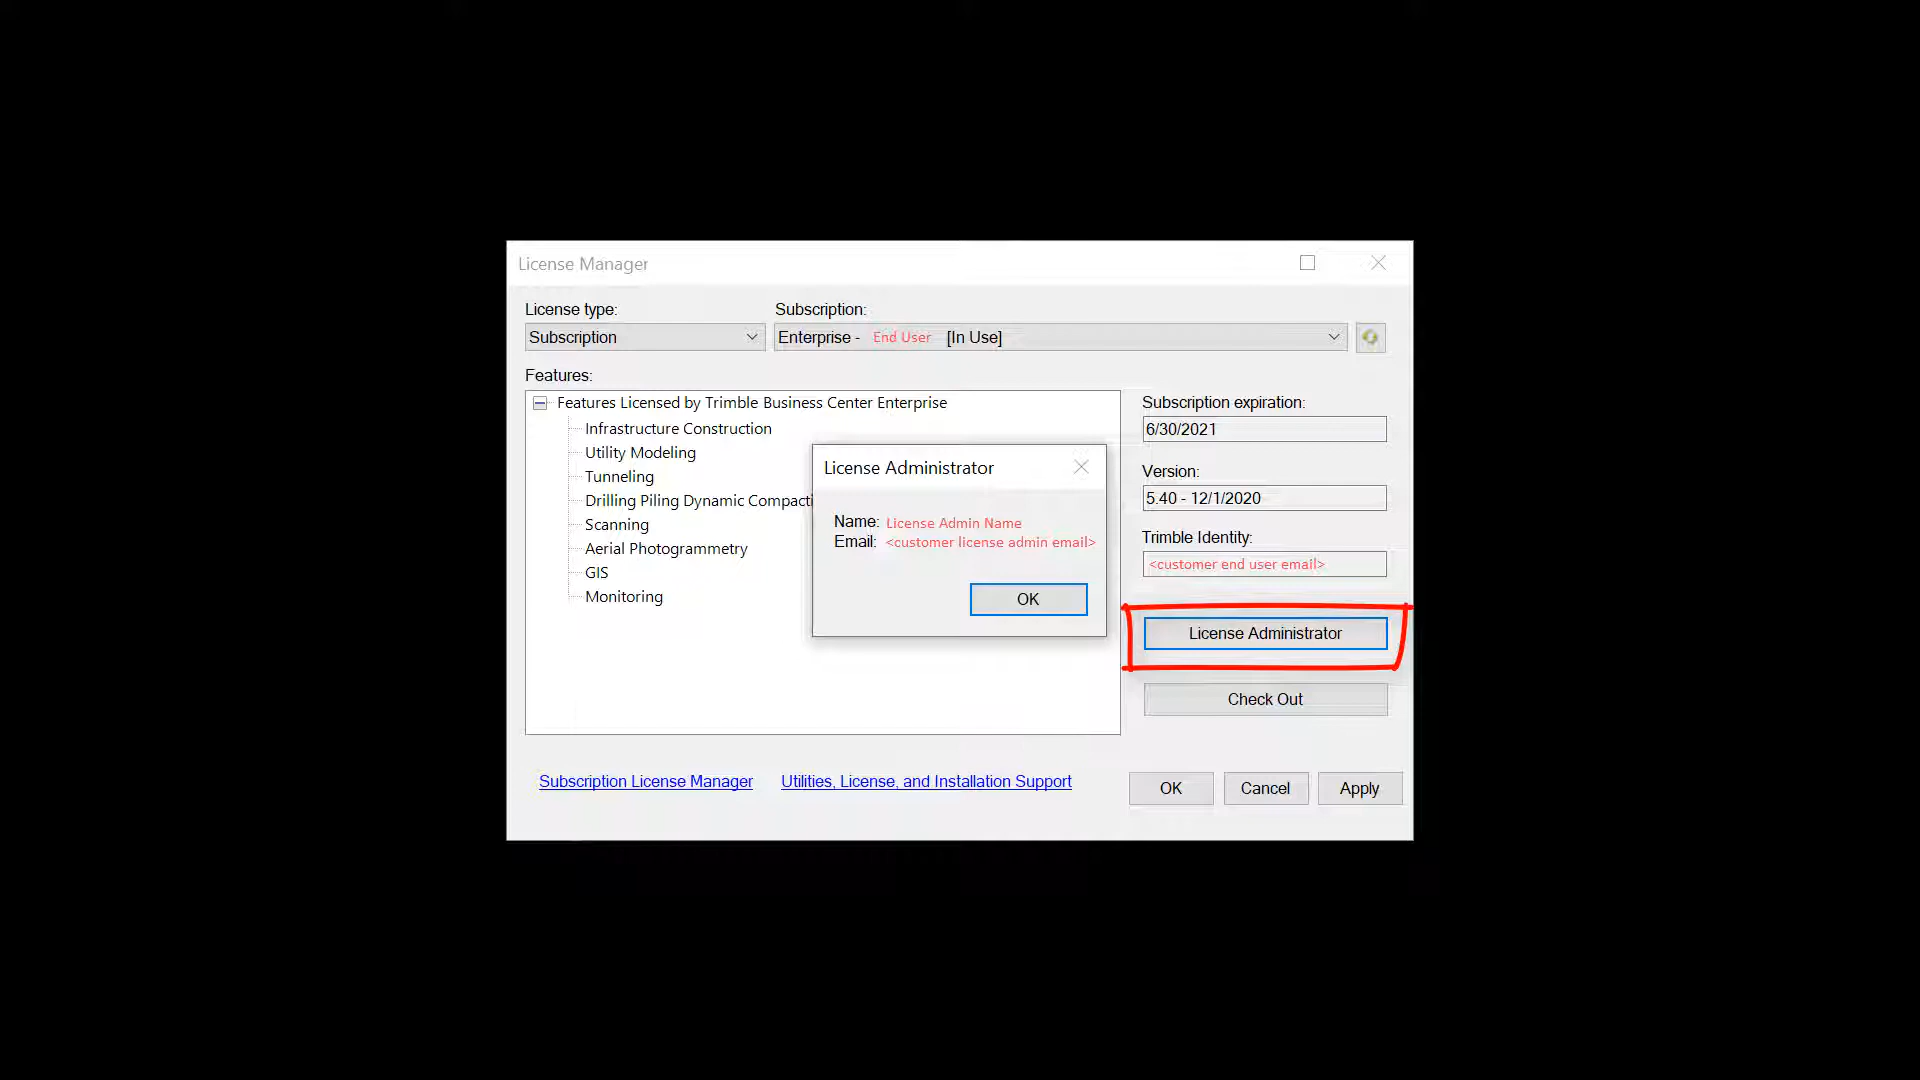 License Manager
License type:
Subscription:
Subscription
Enterprise - End User [In Use]
Features:
Features Licensed by Trimble Business Center Enterprise
Infrastructure Construction
Utility Modeling
Tunneling
Drilling Piling Dynamic Compacti
Scanning
Aerial Photogrammetry
GIS
Monitoring
License Administrator
Name: License Admin Name
Email: <customer license admin email>
OK
Subscription expiration:
6/30/2021
Version:
5.40 - 12/1/2020
Trimble Identity:
<customer end user email>
License Administrator
Check Out
Subscription License Manager
Utilities, License, and Installation Support
OK
Cancel
Apply